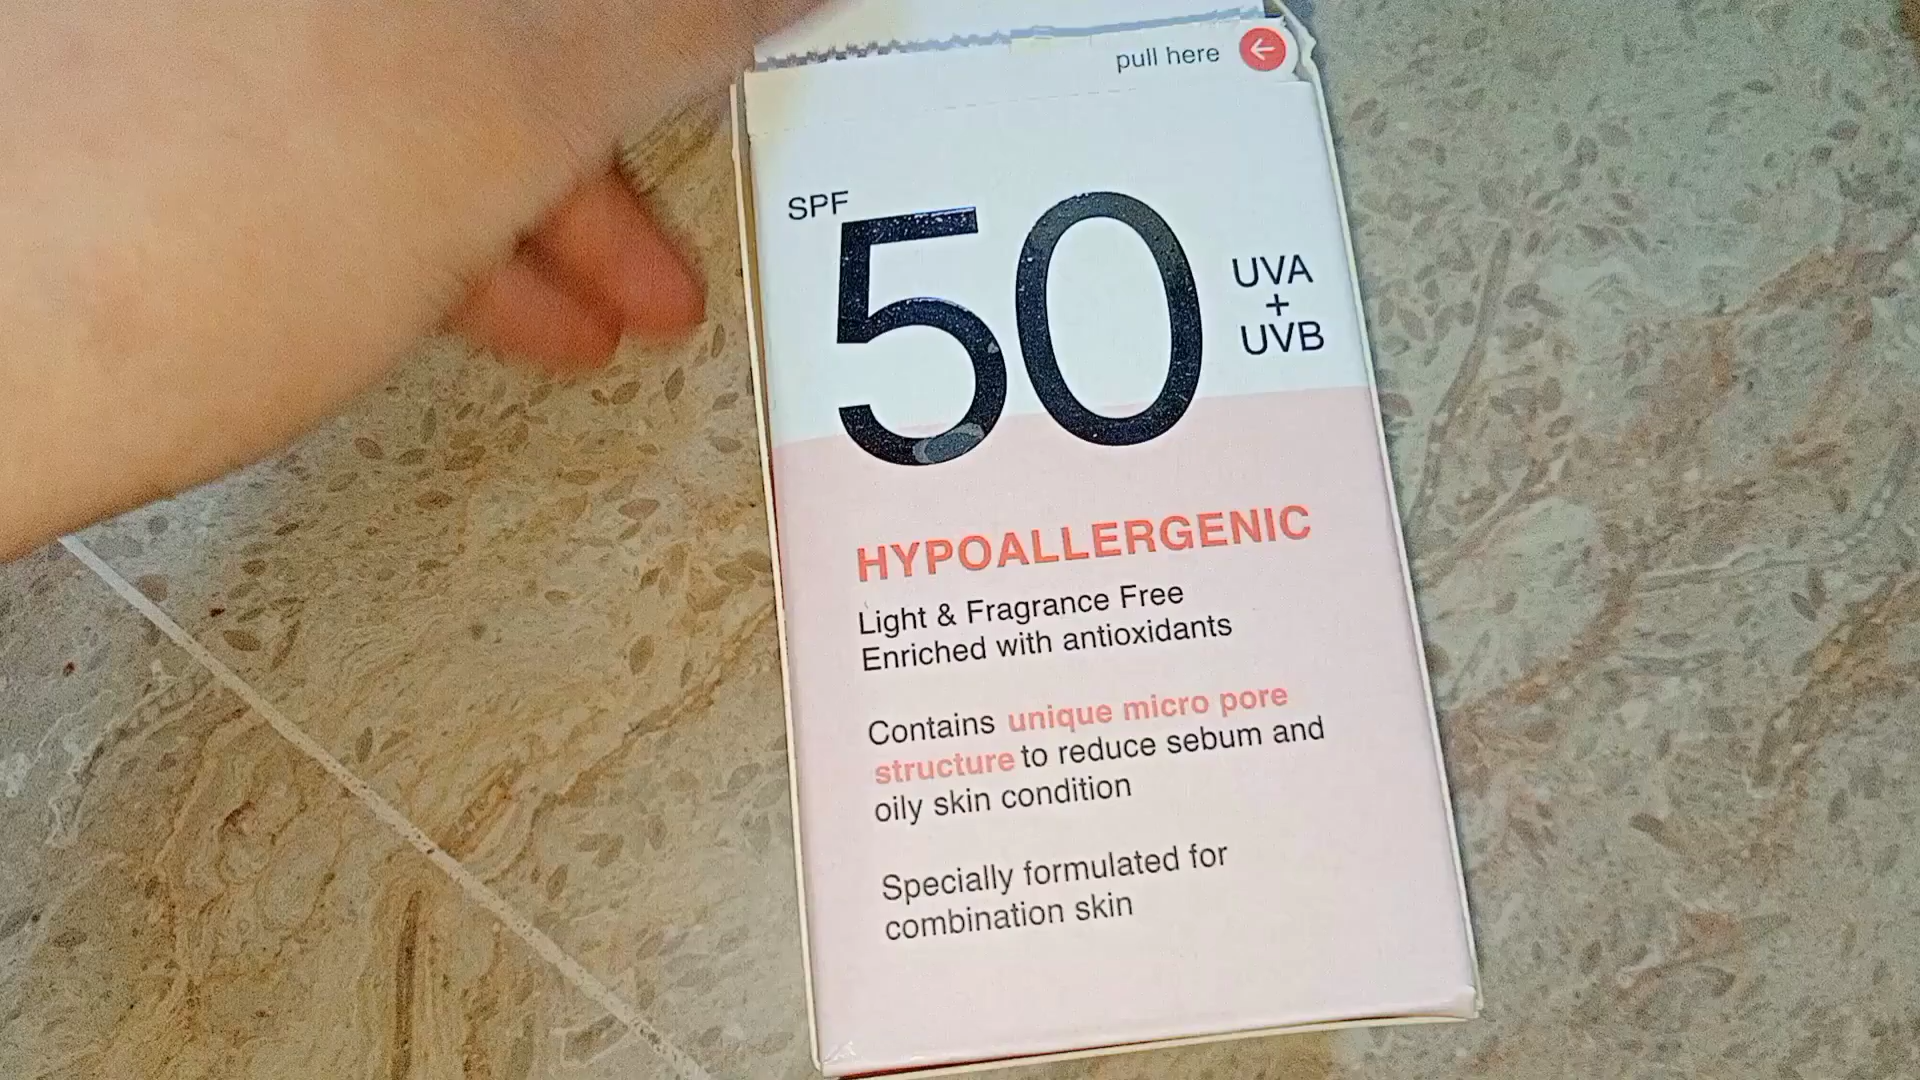 pull here
SPF
50
UVA
+
UVB
HYPOALLERGENIC
Light & Fragrance Free
Enriched with antioxidants
Contains unique micro pore
structure to reduce sebum and
oily skin condition
Specially formulated for
combination skin